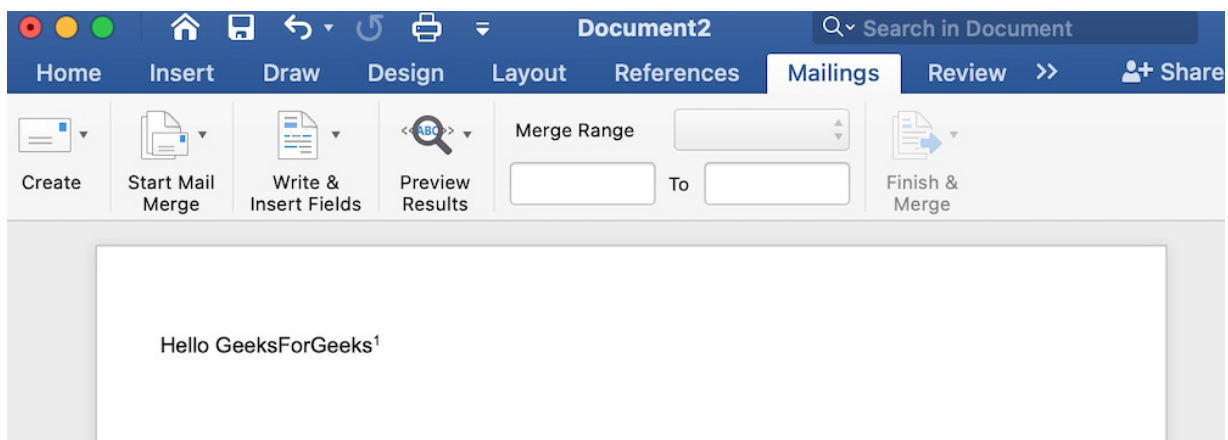 Document2
Search in Document
Home Insert Draw Design Layout References Mailings Review >> Share
<<ABC>> Merge Range
Create Start Mail Write & Preview To Finish &
Merge Insert Fields Results Merge
Hello GeeksForGeeks¹